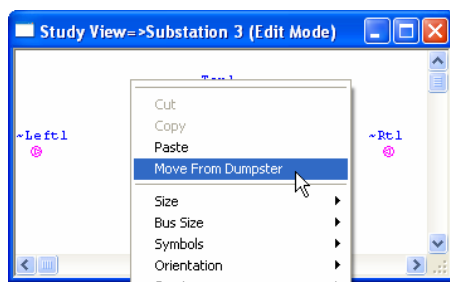 Study View=>Substation 3 (Edit Mode)
Cut
Copy
~Left1
~Rt1
Paste
Move From Dumpster
Size
Bus Size
Symbols
Orientation